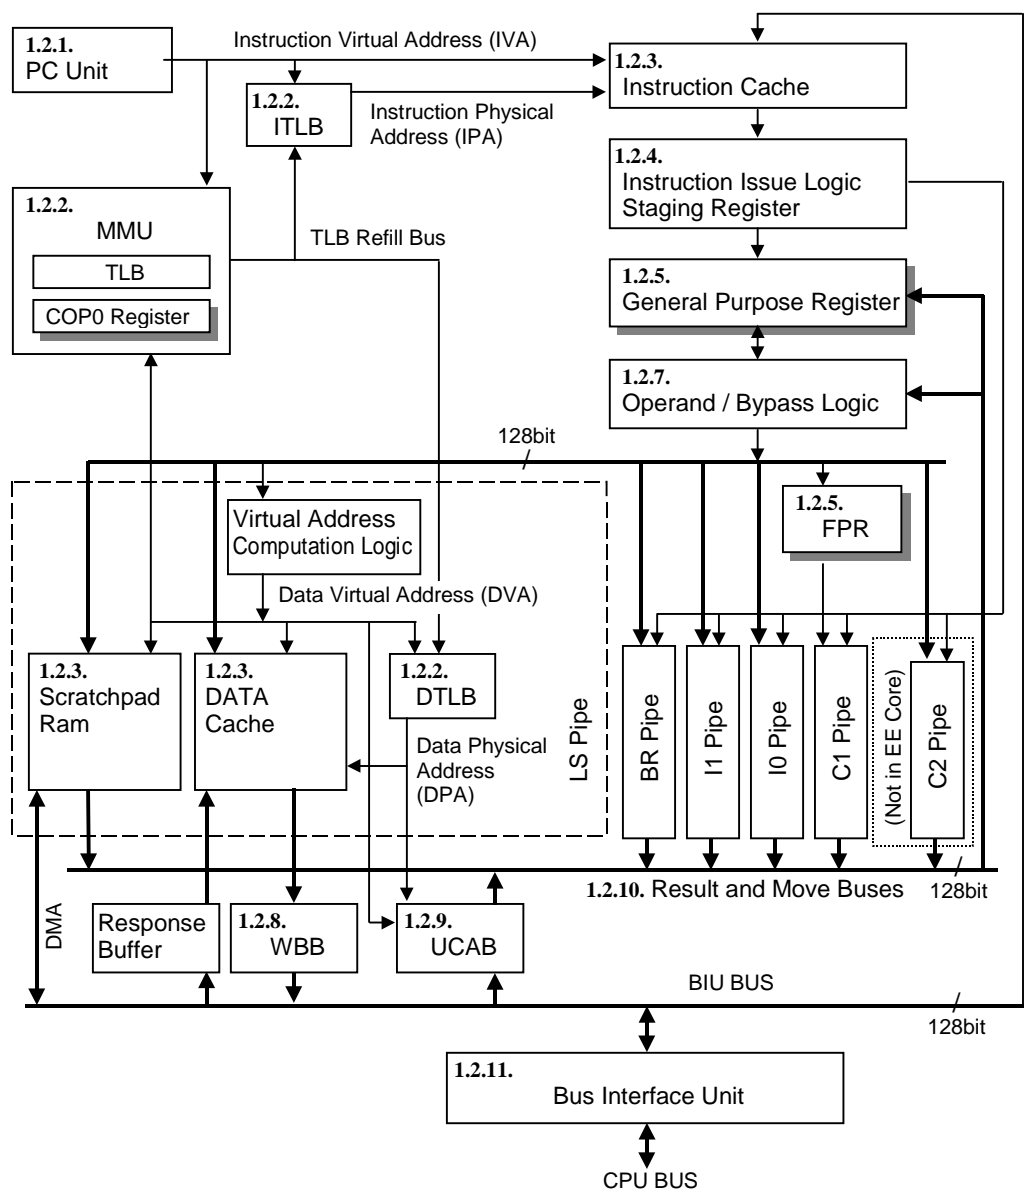 1.2.1.
PC Unit
Instruction Virtual Address (IVA)
1.2.3.
Instruction Cache
1.2.2.
ITLB
Instruction Physical
Address (IPA)
1.2.4.
Instruction Issue Logic
Staging Register
1.2.2.
MMU
TLB
COP0 Register
TLB Refill Bus
1.2.5.
General Purpose Register
1.2.7.
Operand / Bypass Logic
128bit
Virtual Address
Computation Logic
1.2.5.
FPR
Data Virtual Address (DVA)
1.2.3.
Scratchpad
Ram
1.2.3.
DATA
Cache
1.2.2.
DTLB
Data Physical
Address
(DPA)
LS Pipe
BR Pipe
I1 Pipe
I0 Pipe
C1 Pipe
(Not in EE Core)
C2 Pipe
1.2.10. Result and Move Buses
128bit
DMA
Response
Buffer
1.2.8.
WBB
1.2.9.
UCAB
BIU BUS
128bit
1.2.11.
Bus Interface Unit
CPU BUS